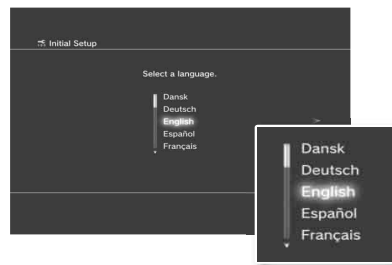 Initial Setup
Select a language.
Dansk
Deutsch
English
Español
Français
Dansk
Deutsch
English
Español
Français